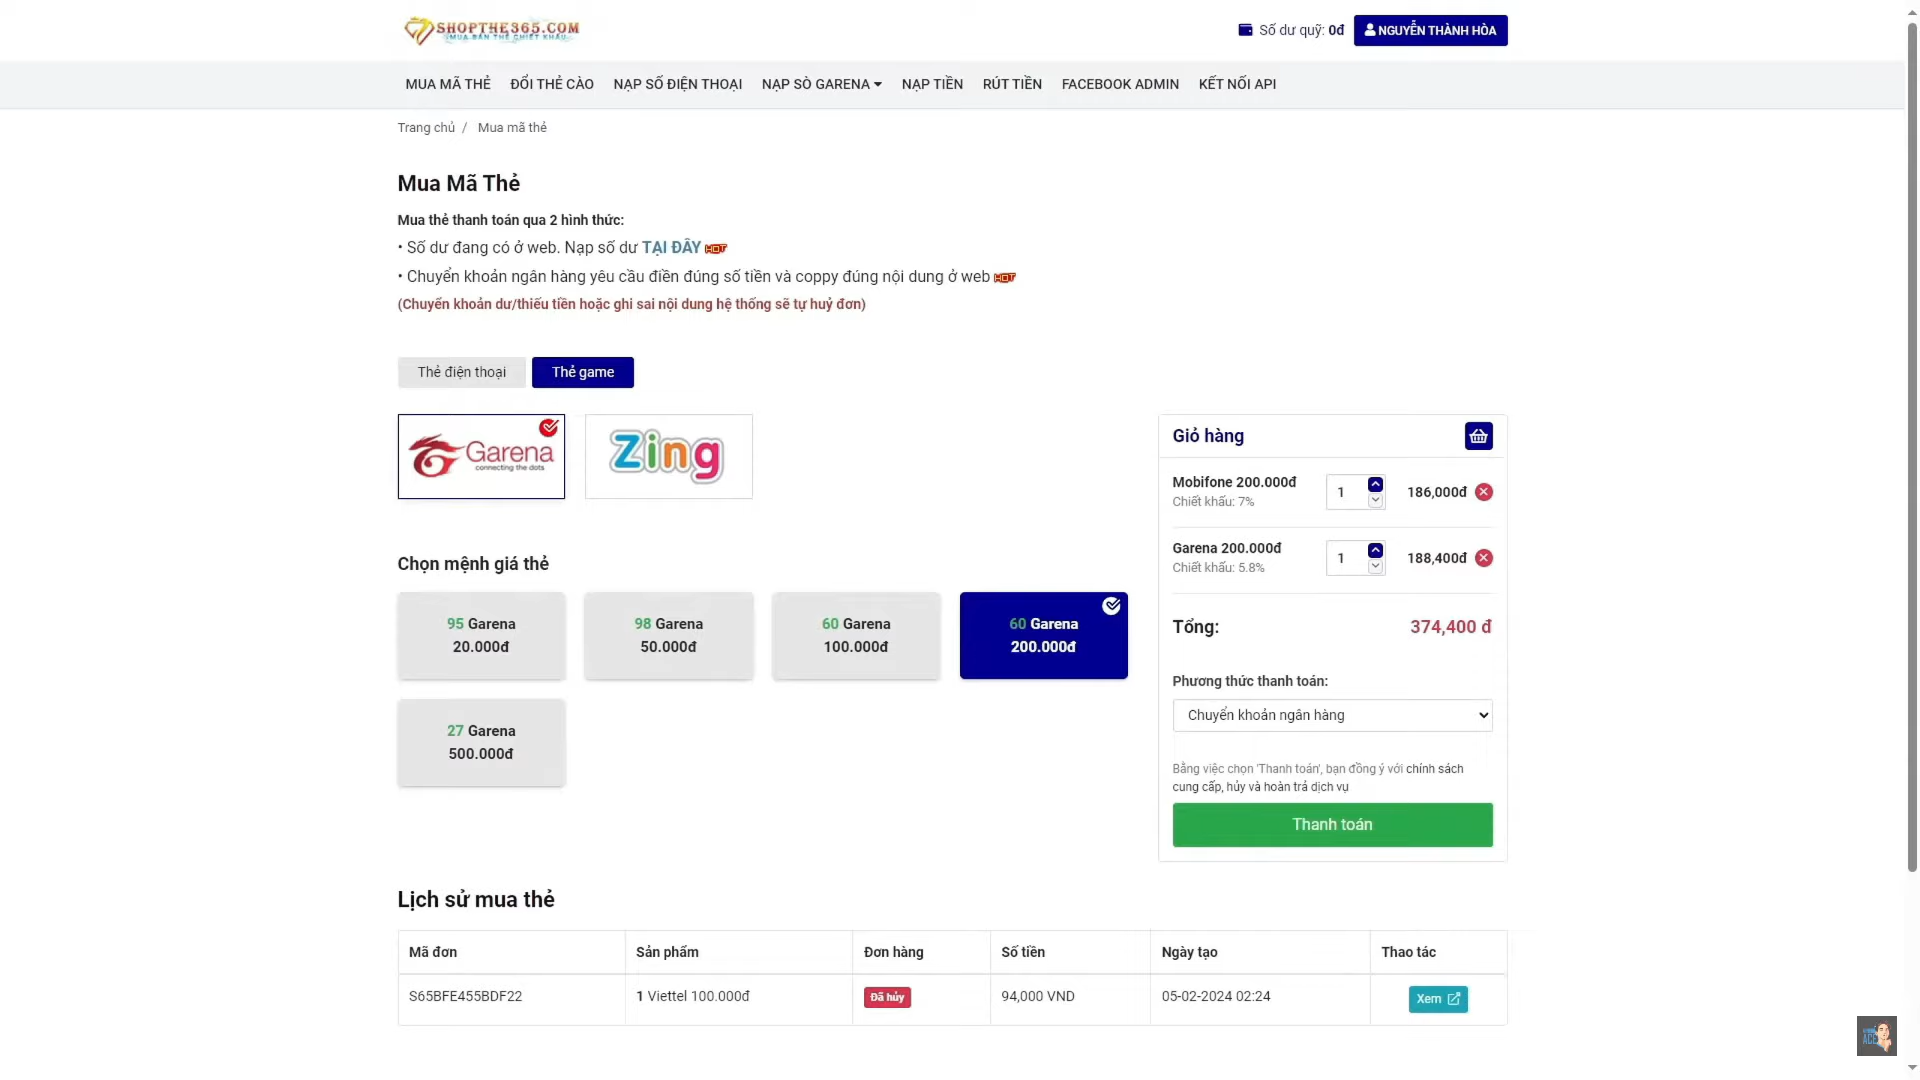 SHOPTHE365.COM
MUA BÁN THẺ CHIẾT KHẤU
Số dư quỹ: 0đ
NGUYỄN THÀNH HÒA
MUA MÃ THẺ
ĐỔI THẺ CÀO
NẠP SỐ ĐIỆN THOẠI
NẠP SÒ GARENA
NẠP TIỀN
RÚT TIỀN
FACEBOOK ADMIN
KẾT NỐI API
Trang chủ / Mua mã thẻ
Mua Mã Thẻ
Mua thẻ thanh toán qua 2 hình thức:
• Số dư đang có ở web. Nạp số dư TẠI ĐÂY HOT
• Chuyển khoản ngân hàng yêu cầu điền đúng số tiền và coppy đúng nội dung ở web HOT
(Chuyển khoản dư/thiếu tiền hoặc ghi sai nội dung hệ thống sẽ tự huỷ đơn)
Thẻ điện thoại
Thẻ game
Garena
connecting the dots
Zing
Chọn mệnh giá thẻ
95 Garena
20.000đ
98 Garena
50.000đ
60 Garena
100.000đ
60 Garena
200.000đ
27 Garena
500.000đ
Giỏ hàng
Mobifone 200.000đ
Chiết khấu: 7%
1
186,000đ
Garena 200.000đ
Chiết khấu: 5.8%
1
188,400đ
Tổng:
374,400 đ
Phương thức thanh toán:
Chuyển khoản ngân hàng
Bằng việc chọn 'Thanh toán', bạn đồng ý với chính sách
cung cấp, hủy và hoàn trả dịch vụ
Thanh toán
Lịch sử mua thẻ
Mã đơn
Sản phẩm
Đơn hàng
Số tiền
Ngày tạo
Thao tác
S65BFE455BDF22
1 Viettel 100.000đ
Đã hủy
94,000 VND
05-02-2024 02:24
Xem